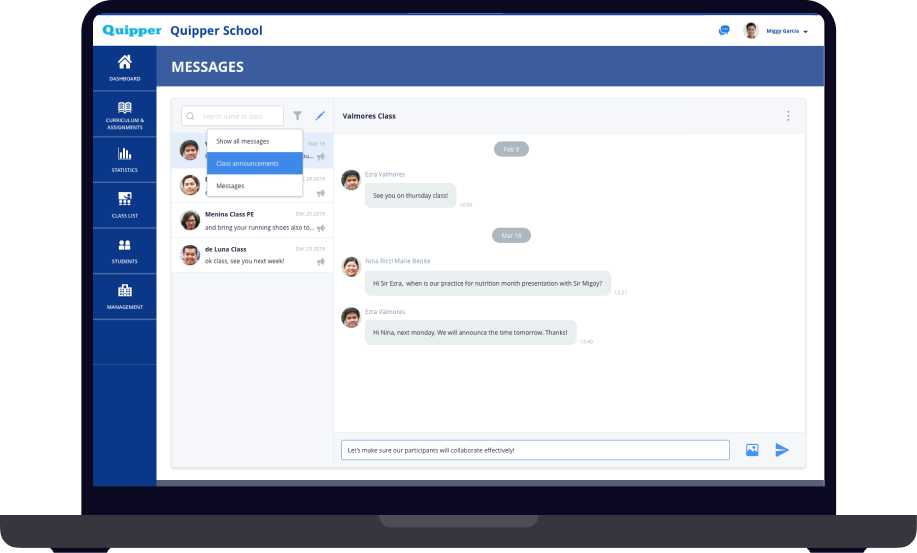 Quipper Quipper School
Miggy Garcia
DASHBOARD
CURRICULUM &
ASSIGNMENTS
STATISTICS
CLASS LIST
STUDENTS
MANAGEMENT
MESSAGES
Search name or class
Show all messages
Class announcements
Messages
Mar 18
Menina Class PE
DEC 25 2018
and bring your running shoes also to...
de Luna Class
DEC 23 2018
ok class, see you next week!
Valmores Class
Feb 9
Ezra Valmores
See you on thursday class!
12:00
Mar 18
Nina Ricci Marie Benite
Hi Sir Ezra, when is our practice for nutrition month presentation with Sir Migoy?
13:21
Ezra Valmores
Hi Nina, next monday. We will announce the time tomorrow. Thanks!
13:40
Let's make sure our participants will collaborate effectively!